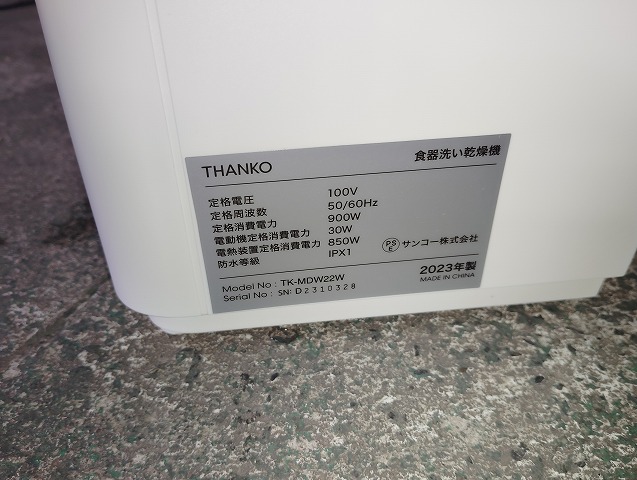 THANKO 食器洗い乾燥機
定格電圧 100V
定格周波数 50/60Hz
定格消費電力 900W
電動機定格消費電力 30W
電熱装置定格消費電力 850W
防水等級 IPX1
PSE サンコー株式会社
Model No : TK-MDW22W 2023年製
Serial No : SN: D2310328 MADE IN CHINA